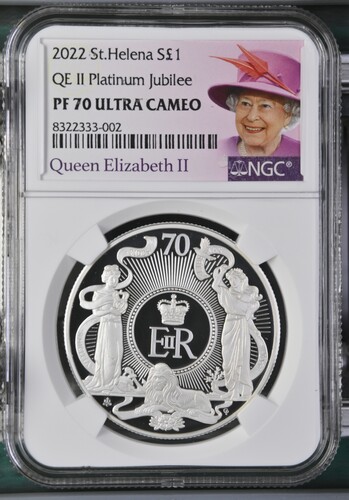 2022 St.Helena S£1
QE II Platinum Jubilee
PF 70 ULTRA CAMEO
8322333-002
Queen Elizabeth II
NGC®
70
EIIR